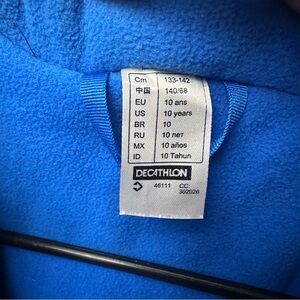 Cm 133-142
中国 140/68
EU 10 ans
US 10 years
BR 10
RU 10 лет
MX 10 años
ID 10 Tahun
DECATHLON
46111 CC:
302026